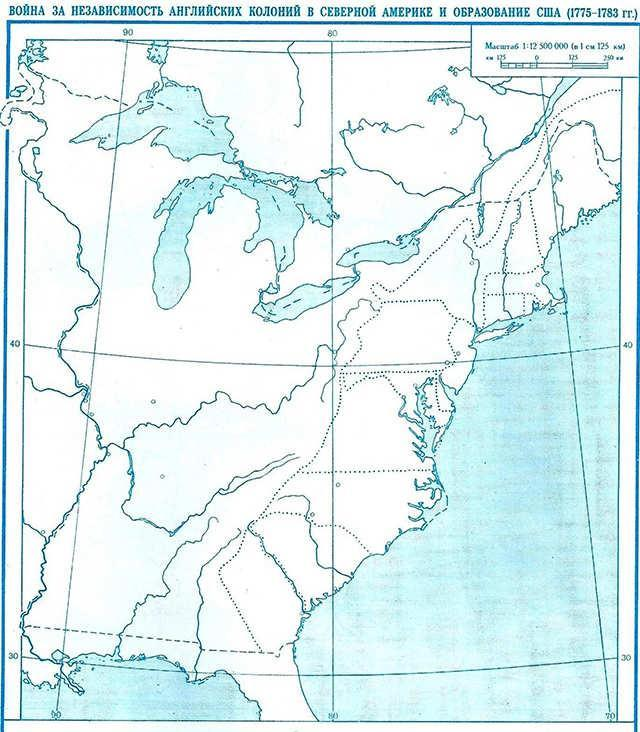 ВОЙНА ЗА НЕЗАВИСИМОСТЬ АНГЛИЙСКИХ КОЛОНИЙ В СЕВЕРНОЙ АМЕРИКЕ И ОБРАЗОВАНИЕ США (1775-1783 гг.)
90 80
Масштаб 1:12 500 000 (в 1 см 125 км)
км 125 0 125 250 км
40 40
30 30
90 80 70